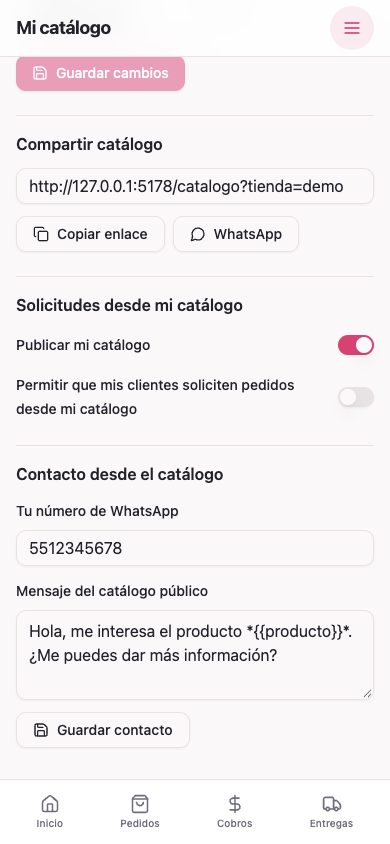 Mi catálogo
Guardar cambios
Compartir catálogo
http://127.0.0.1:5178/catalogo?tienda=demo
Copiar enlace
WhatsApp
Solicitudes desde mi catálogo
Publicar mi catálogo
Permitir que mis clientes soliciten pedidos
desde mi catálogo
Contacto desde el catálogo
Tu número de WhatsApp
5512345678
Mensaje del catálogo público
Hola, me interesa el producto *{{producto}}*.
¿Me puedes dar más información?
Guardar contacto
Inicio
Pedidos
Cobros
Entregas